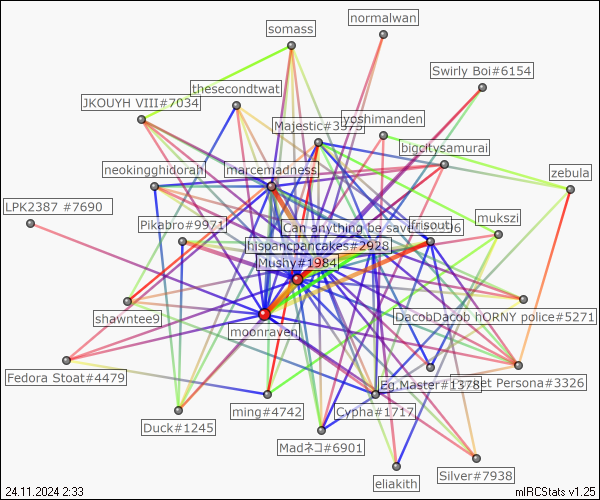 normalwan
somass
Swirly Boi#6154
thesecondtwat
JKOUYH VIII#7034
yoshimanden
Majestic#3373
bigcitysamurai
neokingghidorah
marcemadness
zebula
LPK2387 #7690
mukszi
Pikabro#9971
Can anything be save
frisout
hispancpancakes#2928
Mushy#1984
DacobDacob hORNY police#5271
shawntee9
moonraven
Fedora Stoat#4479
Eg.Master#1378
et Persona#3326
ming#4742
Cypha#1717
Duck#1245
Madネコ#6901
Silver#7938
eliakith
24.11.2024 2:33
mIRCStats v1.25